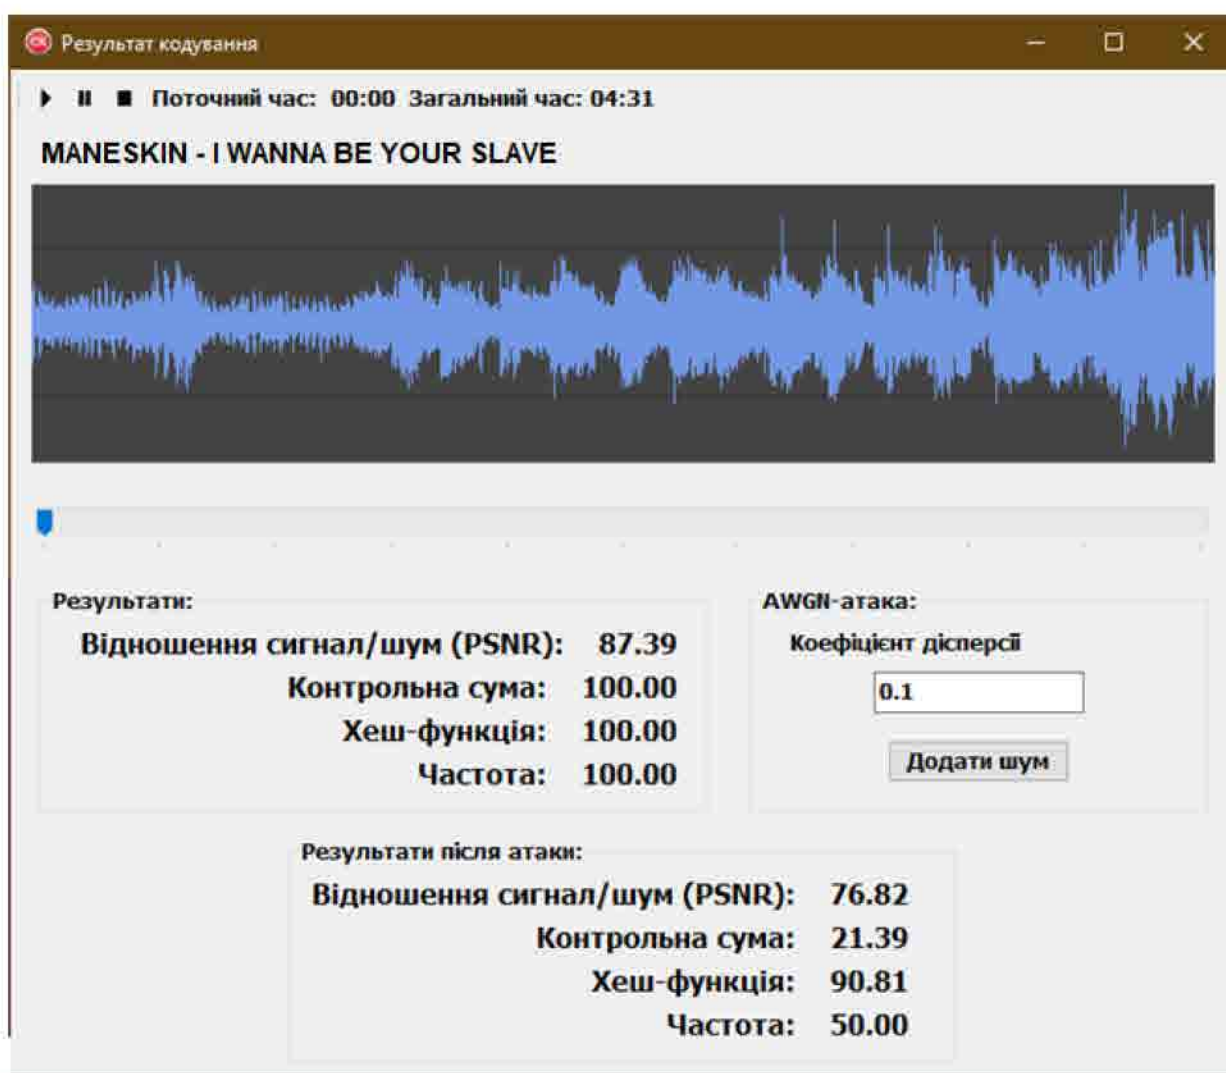 Результат кодування
Поточний час: 00:00 Загальний час: 04:31
MANESKIN - I WANNA BE YOUR SLAVE
Результати:
Відношення сигнал/шум (PSNR): 87.39
Контрольна сума: 100.00
Хеш-функція: 100.00
Частота: 100.00
AWGN-атака:
Коефіцієнт дісперсії
0.1
Додати шум
Результати після атаки:
Відношення сигнал/шум (PSNR): 76.82
Контрольна сума: 21.39
Хеш-функція: 90.81
Частота: 50.00